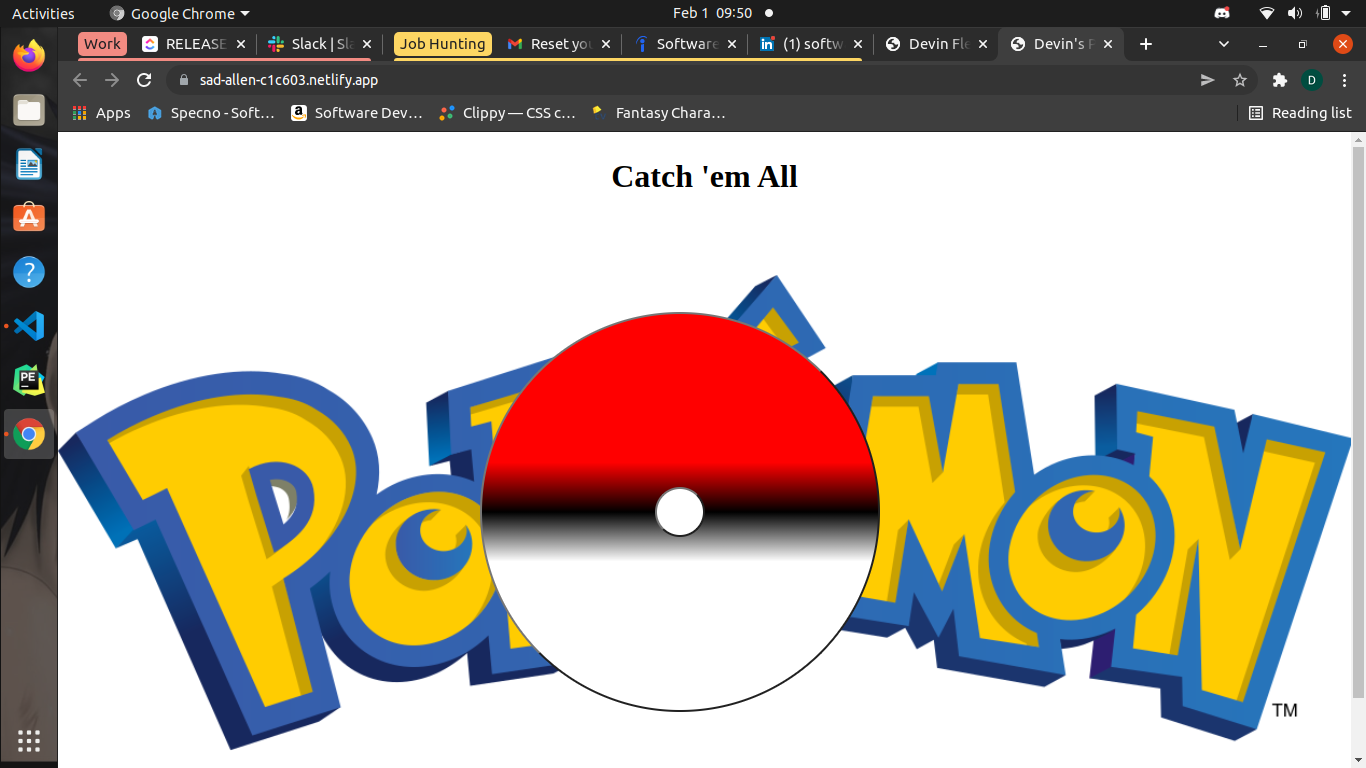 Activities Google Chrome Feb 1 09:50
Work RELEASE Slack | Sla Job Hunting Reset you Software (1) softw Devin Fle Devin's P
sad-allen-c1c603.netlify.app D
Apps Specno - Soft… Software Dev… Clippy — CSS c… Fantasy Chara… Reading list
Catch 'em All
PoKéMoN
TM
PE